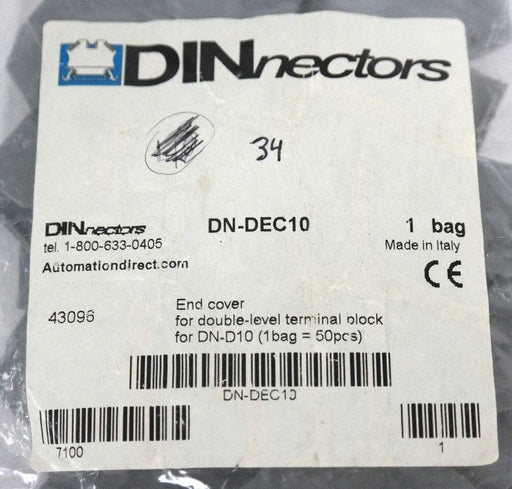 DINnectors
34
DINnectors
DN-DEC10
1 bag
tel. 1-800-633-0405
Made in Italy
Automationdirect.com
CE
43096
End cover
for double-level terminal block
for DN-D10 (1bag = 50pcs)
DN-DEC10
7100
1